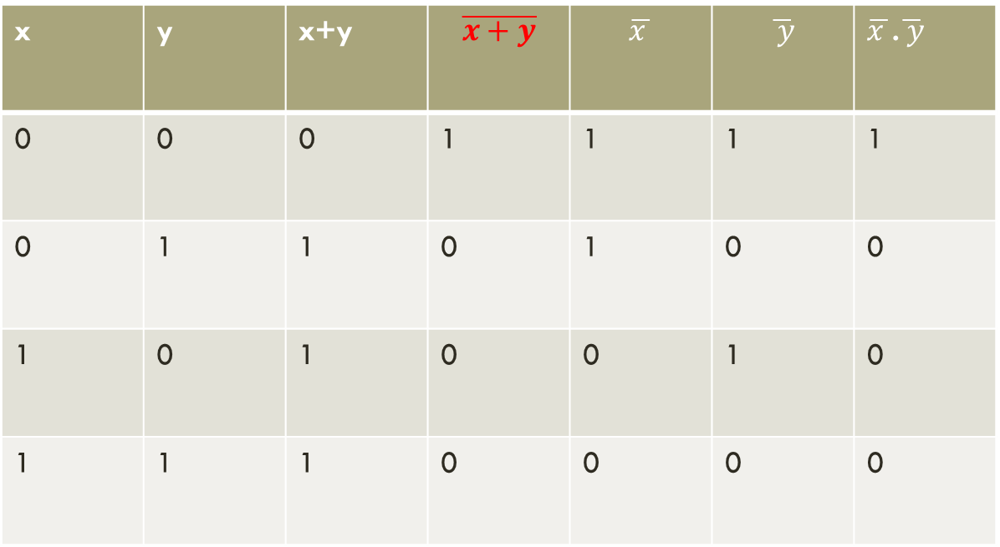 x y x+y \overline{x + y} \overline{x} \overline{y} \overline{x} . \overline{y}
0 0 0 1 1 1 1
0 1 1 0 1 0 0
1 0 1 0 0 1 0
1 1 1 0 0 0 0